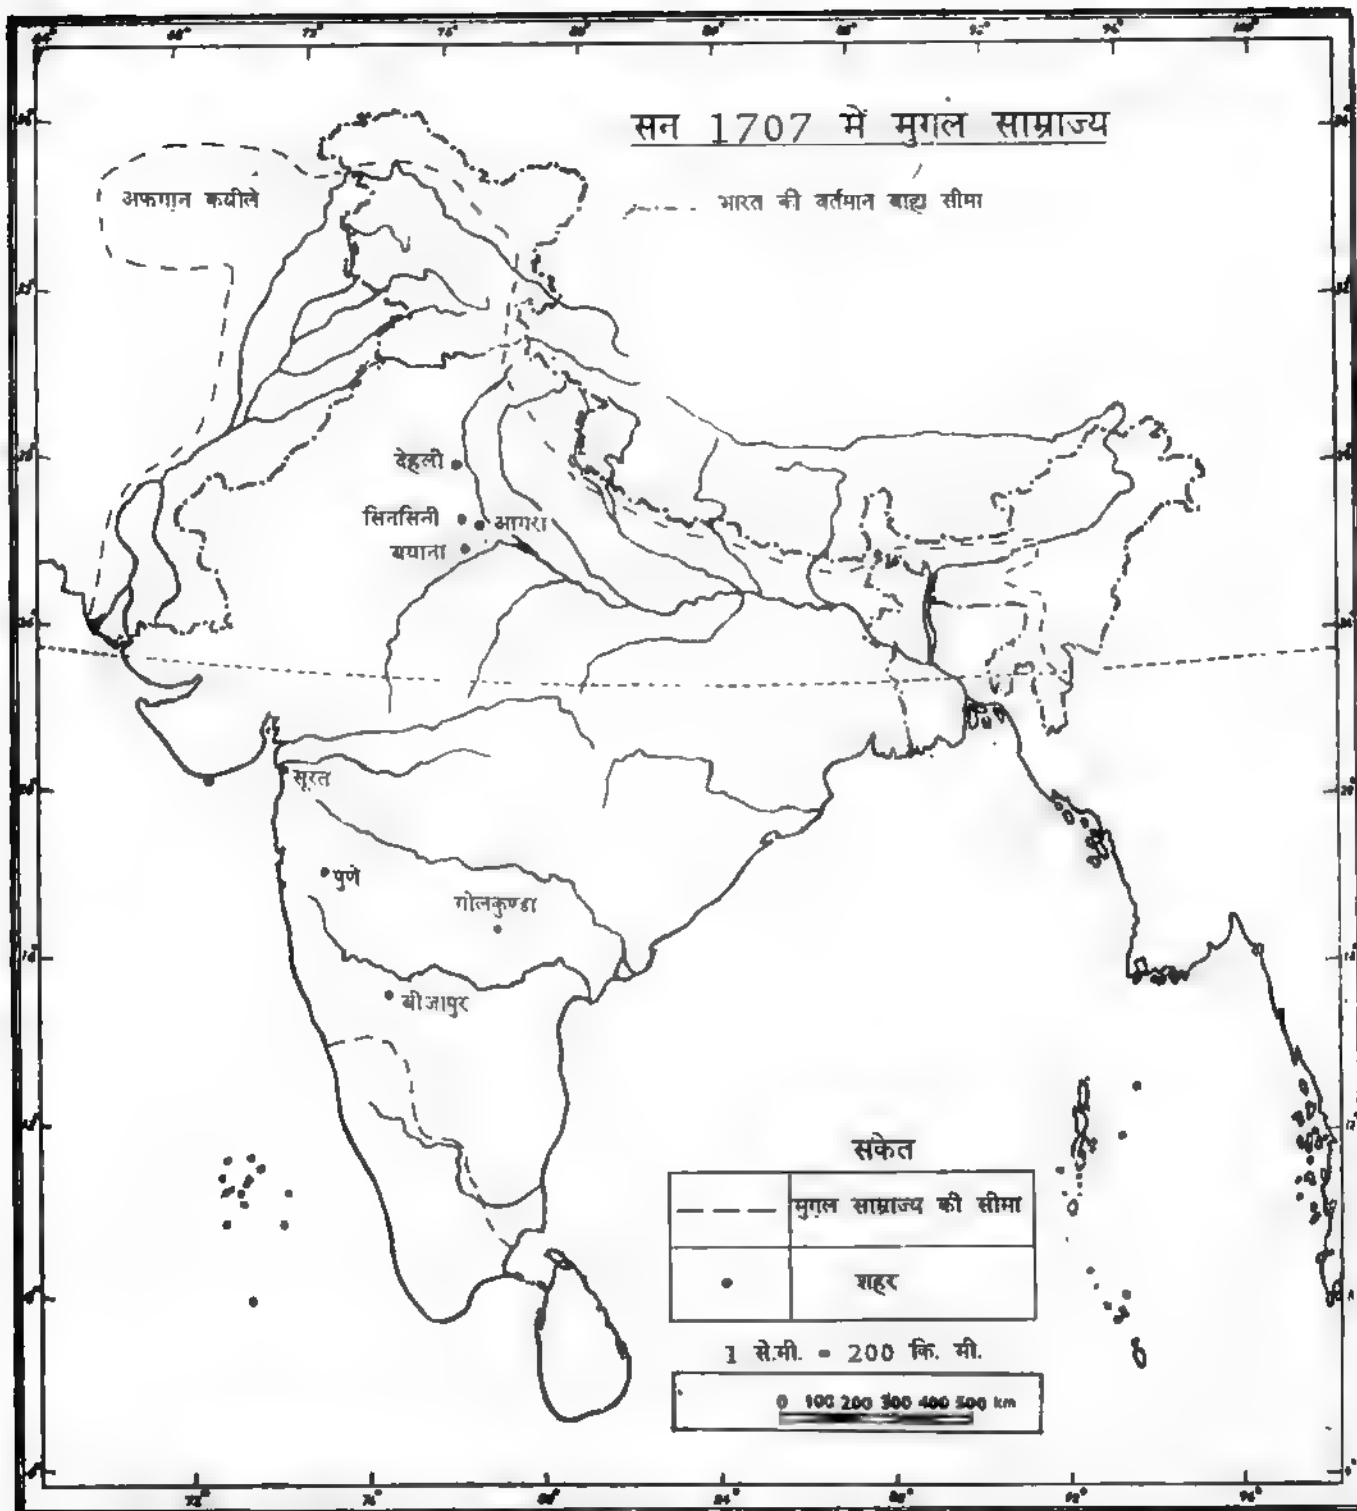 सन 1707 में मुगल साम्राज्य
अफगान कबीले
भारत की वर्तमान बाह्य सीमा
देहली
सिनसिनी
आगरा
बयाना
सूरत
पुणे
गोलकुण्डा
बीजापुर
सकेत
मुगल साम्राज्य की सीमा
शहर
1 से.मी. = 200 कि. मी.
0 100 200 300 400 500 km